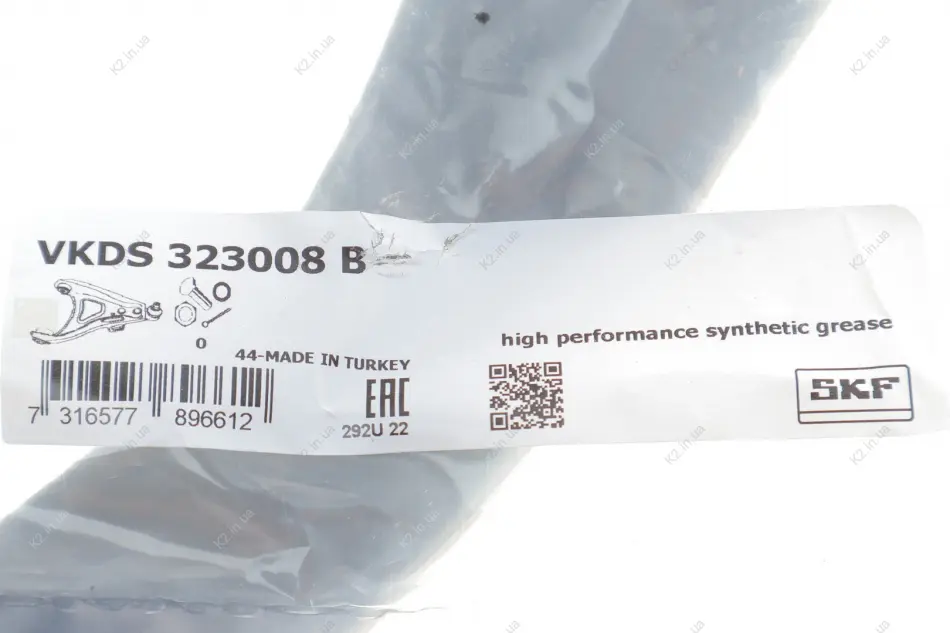 VKDS 323008 B
0
44-MADE IN TURKEY
7 316577 896612
EAC
292U 22
high performance synthetic grease
SKF
K2.in.ua